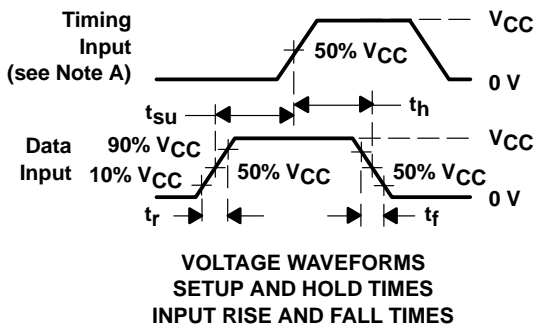 Timing
Input
(see Note A)
50% VCC
VCC
0 V
tsu
th
Data
Input
90% VCC
10% VCC
50% VCC
50% VCC
VCC
0 V
tr
tf
VOLTAGE WAVEFORMS
SETUP AND HOLD TIMES
INPUT RISE AND FALL TIMES